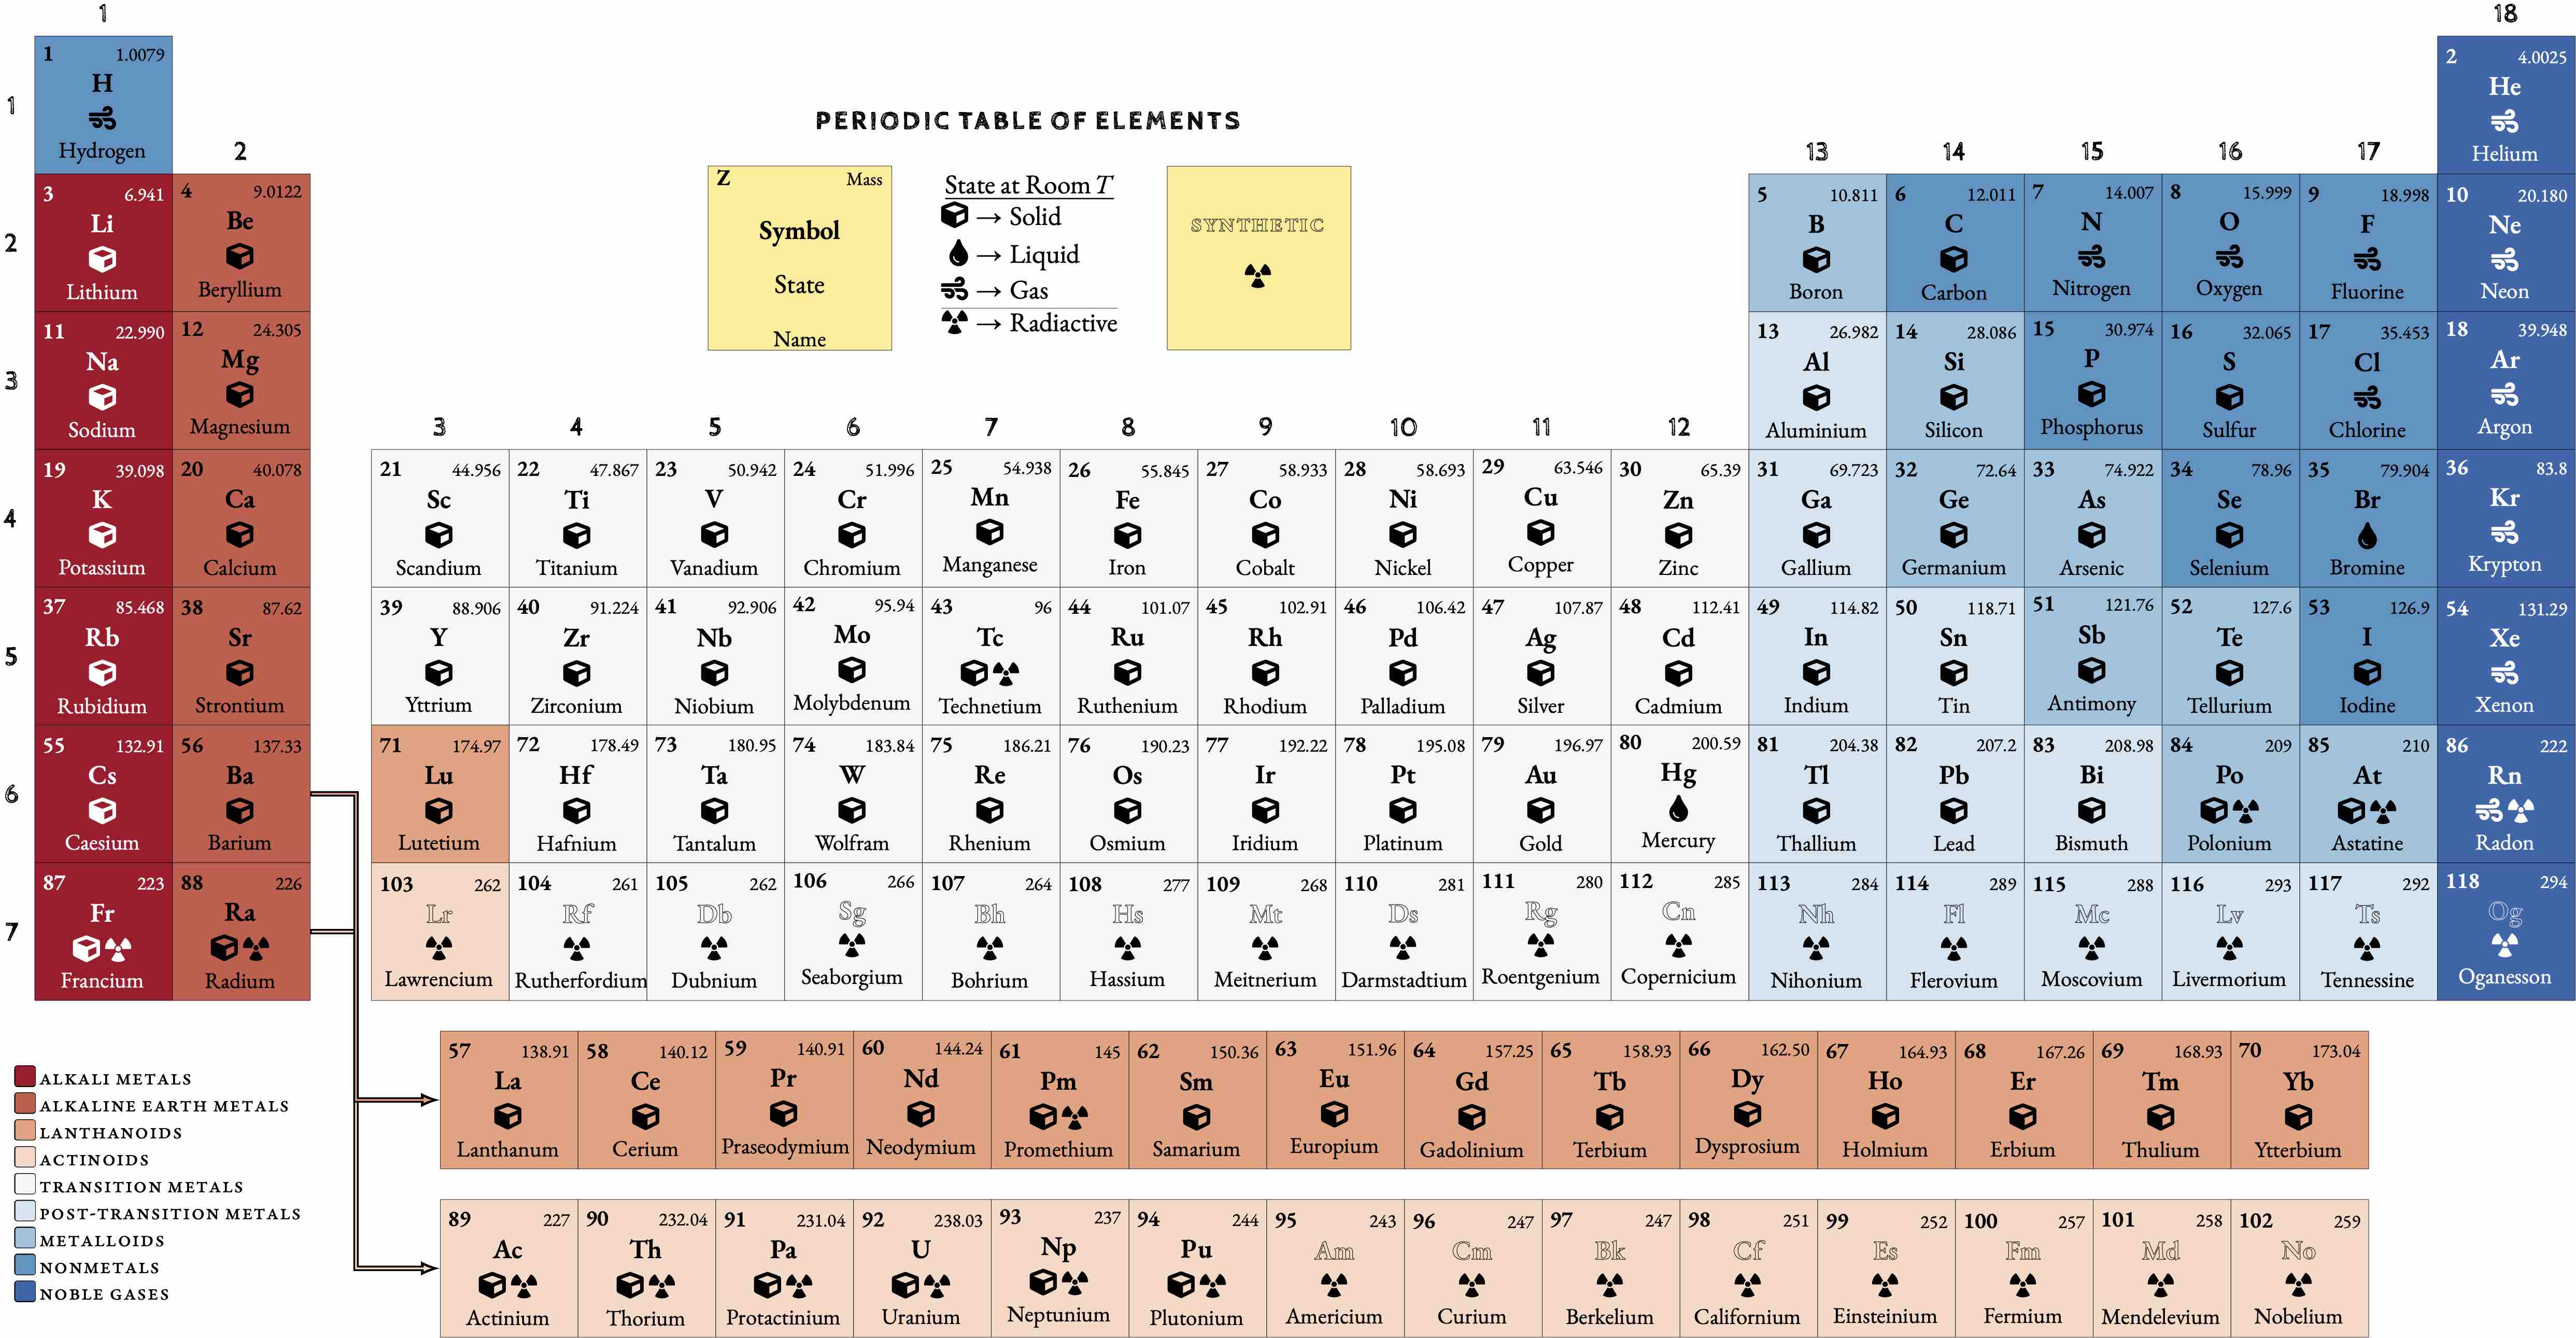 1
18
1 1.0079
H
Hydrogen
2 4.0025
He
Helium
1
2
PERIODIC TABLE OF ELEMENTS
13 14 15 16 17
Z Mass
Symbol
State
Name
State at Room T
→ Solid
→ Liquid
→ Gas
→ Radiactive
SYNTHETIC
2
3 6.941
Li
Lithium
4 9.0122
Be
Beryllium
5 10.811
B
Boron
6 12.011
C
Carbon
7 14.007
N
Nitrogen
8 15.999
O
Oxygen
9 18.998
F
Fluorine
10 20.180
Ne
Neon
3
11 22.990
Na
Sodium
12 24.305
Mg
Magnesium
13 26.982
Al
Aluminium
14 28.086
Si
Silicon
15 30.974
P
Phosphorus
16 32.065
S
Sulfur
17 35.453
Cl
Chlorine
18 39.948
Ar
Argon
3 4 5 6 7 8 9 10 11 12
4
19 39.098
K
Potassium
20 40.078
Ca
Calcium
21 44.956
Sc
Scandium
22 47.867
Ti
Titanium
23 50.942
V
Vanadium
24 51.996
Cr
Chromium
25 54.938
Mn
Manganese
26 55.845
Fe
Iron
27 58.933
Co
Cobalt
28 58.693
Ni
Nickel
29 63.546
Cu
Copper
30 65.39
Zn
Zinc
31 69.723
Ga
Gallium
32 72.64
Ge
Germanium
33 74.922
As
Arsenic
34 78.96
Se
Selenium
35 79.904
Br
Bromine
36 83.8
Kr
Krypton
5
37 85.468
Rb
Rubidium
38 87.62
Sr
Strontium
39 88.906
Y
Yttrium
40 91.224
Zr
Zirconium
41 92.906
Nb
Niobium
42 95.94
Mo
Molybdenum
43 96
Tc
Technetium
44 101.07
Ru
Ruthenium
45 102.91
Rh
Rhodium
46 106.42
Pd
Palladium
47 107.87
Ag
Silver
48 112.41
Cd
Cadmium
49 114.82
In
Indium
50 118.71
Sn
Tin
51 121.76
Sb
Antimony
52 127.6
Te
Tellurium
53 126.9
I
Iodine
54 131.29
Xe
Xenon
6
55 132.91
Cs
Caesium
56 137.33
Ba
Barium
71 174.97
Lu
Lutetium
72 178.49
Hf
Hafnium
73 180.95
Ta
Tantalum
74 183.84
W
Wolfram
75 186.21
Re
Rhenium
76 190.23
Os
Osmium
77 192.22
Ir
Iridium
78 195.08
Pt
Platinum
79 196.97
Au
Gold
80 200.59
Hg
Mercury
81 204.38
Tl
Thallium
82 207.2
Pb
Lead
83 208.98
Bi
Bismuth
84 209
Po
Polonium
85 210
At
Astatine
86 222
Rn
Radon
7
87 223
Fr
Francium
88 226
Ra
Radium
103 262
Lr
Lawrencium
104 261
Rf
Rutherfordium
105 262
Db
Dubnium
106 266
Sg
Seaborgium
107 264
Bh
Bohrium
108 277
Hs
Hassium
109 268
Mt
Meitnerium
110 281
Ds
Darmstadtium
111 280
Rg
Roentgenium
112 285
Cn
Copernicium
113 284
Nh
Nihonium
114 289
Fl
Flerovium
115 288
Mc
Moscovium
116 293
Lv
Livermorium
117 292
Ts
Tennessine
118 294
Og
Oganesson
57 138.91
La
Lanthanum
58 140.12
Ce
Cerium
59 140.91
Pr
Praseodymium
60 144.24
Nd
Neodymium
61 145
Pm
Promethium
62 150.36
Sm
Samarium
63 151.96
Eu
Europium
64 157.25
Gd
Gadolinium
65 158.93
Tb
Terbium
66 162.50
Dy
Dysprosium
67 164.93
Ho
Holmium
68 167.26
Er
Erbium
69 168.93
Tm
Thulium
70 173.04
Yb
Ytterbium
89 227
Ac
Actinium
90 232.04
Th
Thorium
91 231.04
Pa
Protactinium
92 238.03
U
Uranium
93 237
Np
Neptunium
94 244
Pu
Plutonium
95 243
Am
Americium
96 247
Cm
Curium
97 247
Bk
Berkelium
98 251
Cf
Californium
99 252
Es
Einsteinium
100 257
Fm
Fermium
101 258
Md
Mendelevium
102 259
No
Nobelium
ALKALI METALS
ALKALINE EARTH METALS
LANTHANOIDS
ACTINOIDS
TRANSITION METALS
POST-TRANSITION METALS
METALLOIDS
NONMETALS
NOBLE GASES